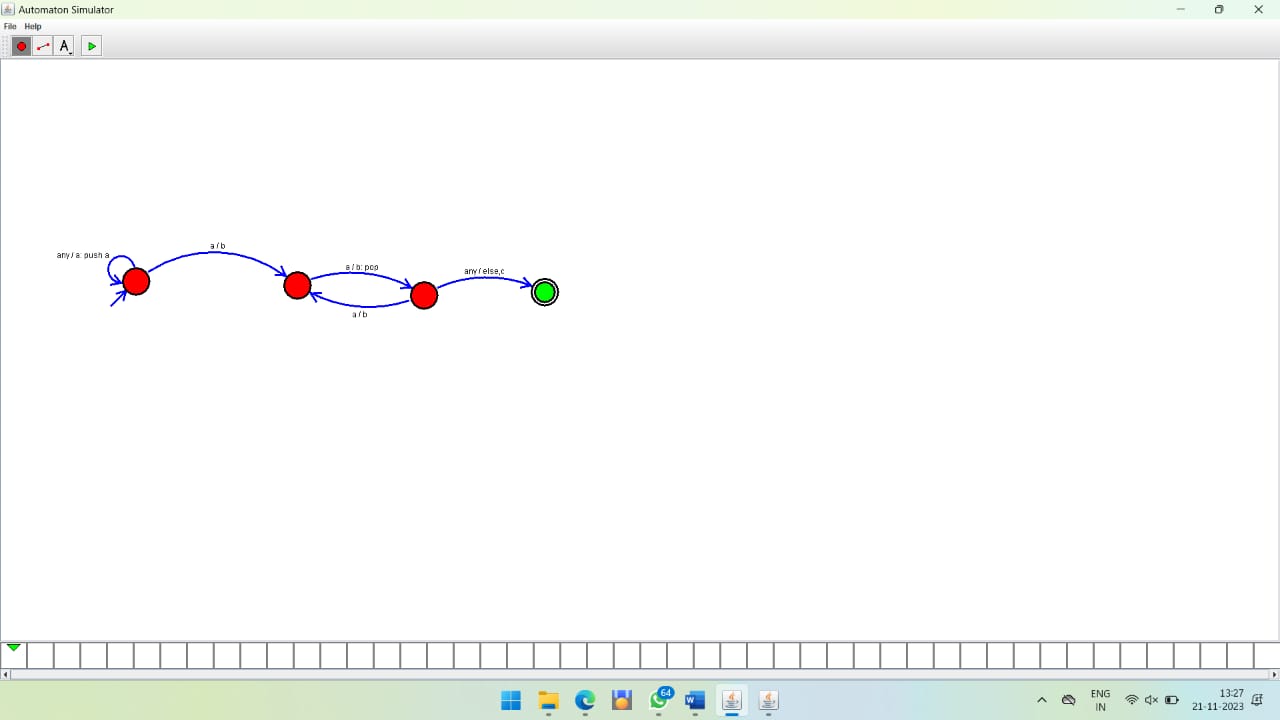 Automaton Simulator
File Help
A
a / b
any / a: push a
a / b: pop
any / else,c
a / b
64
W
ENG
IN
13:27
21-11-2023